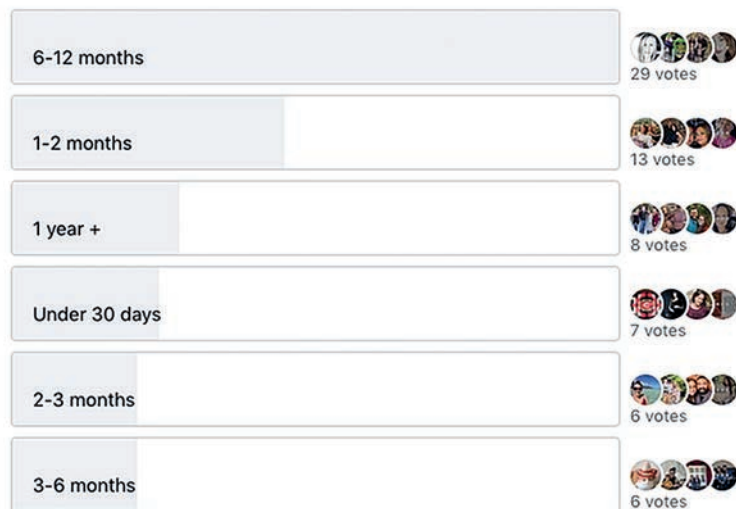 6-12 months
29 votes
1-2 months
13 votes
1 year +
8 votes
Under 30 days
7 votes
2-3 months
6 votes
3-6 months
6 votes